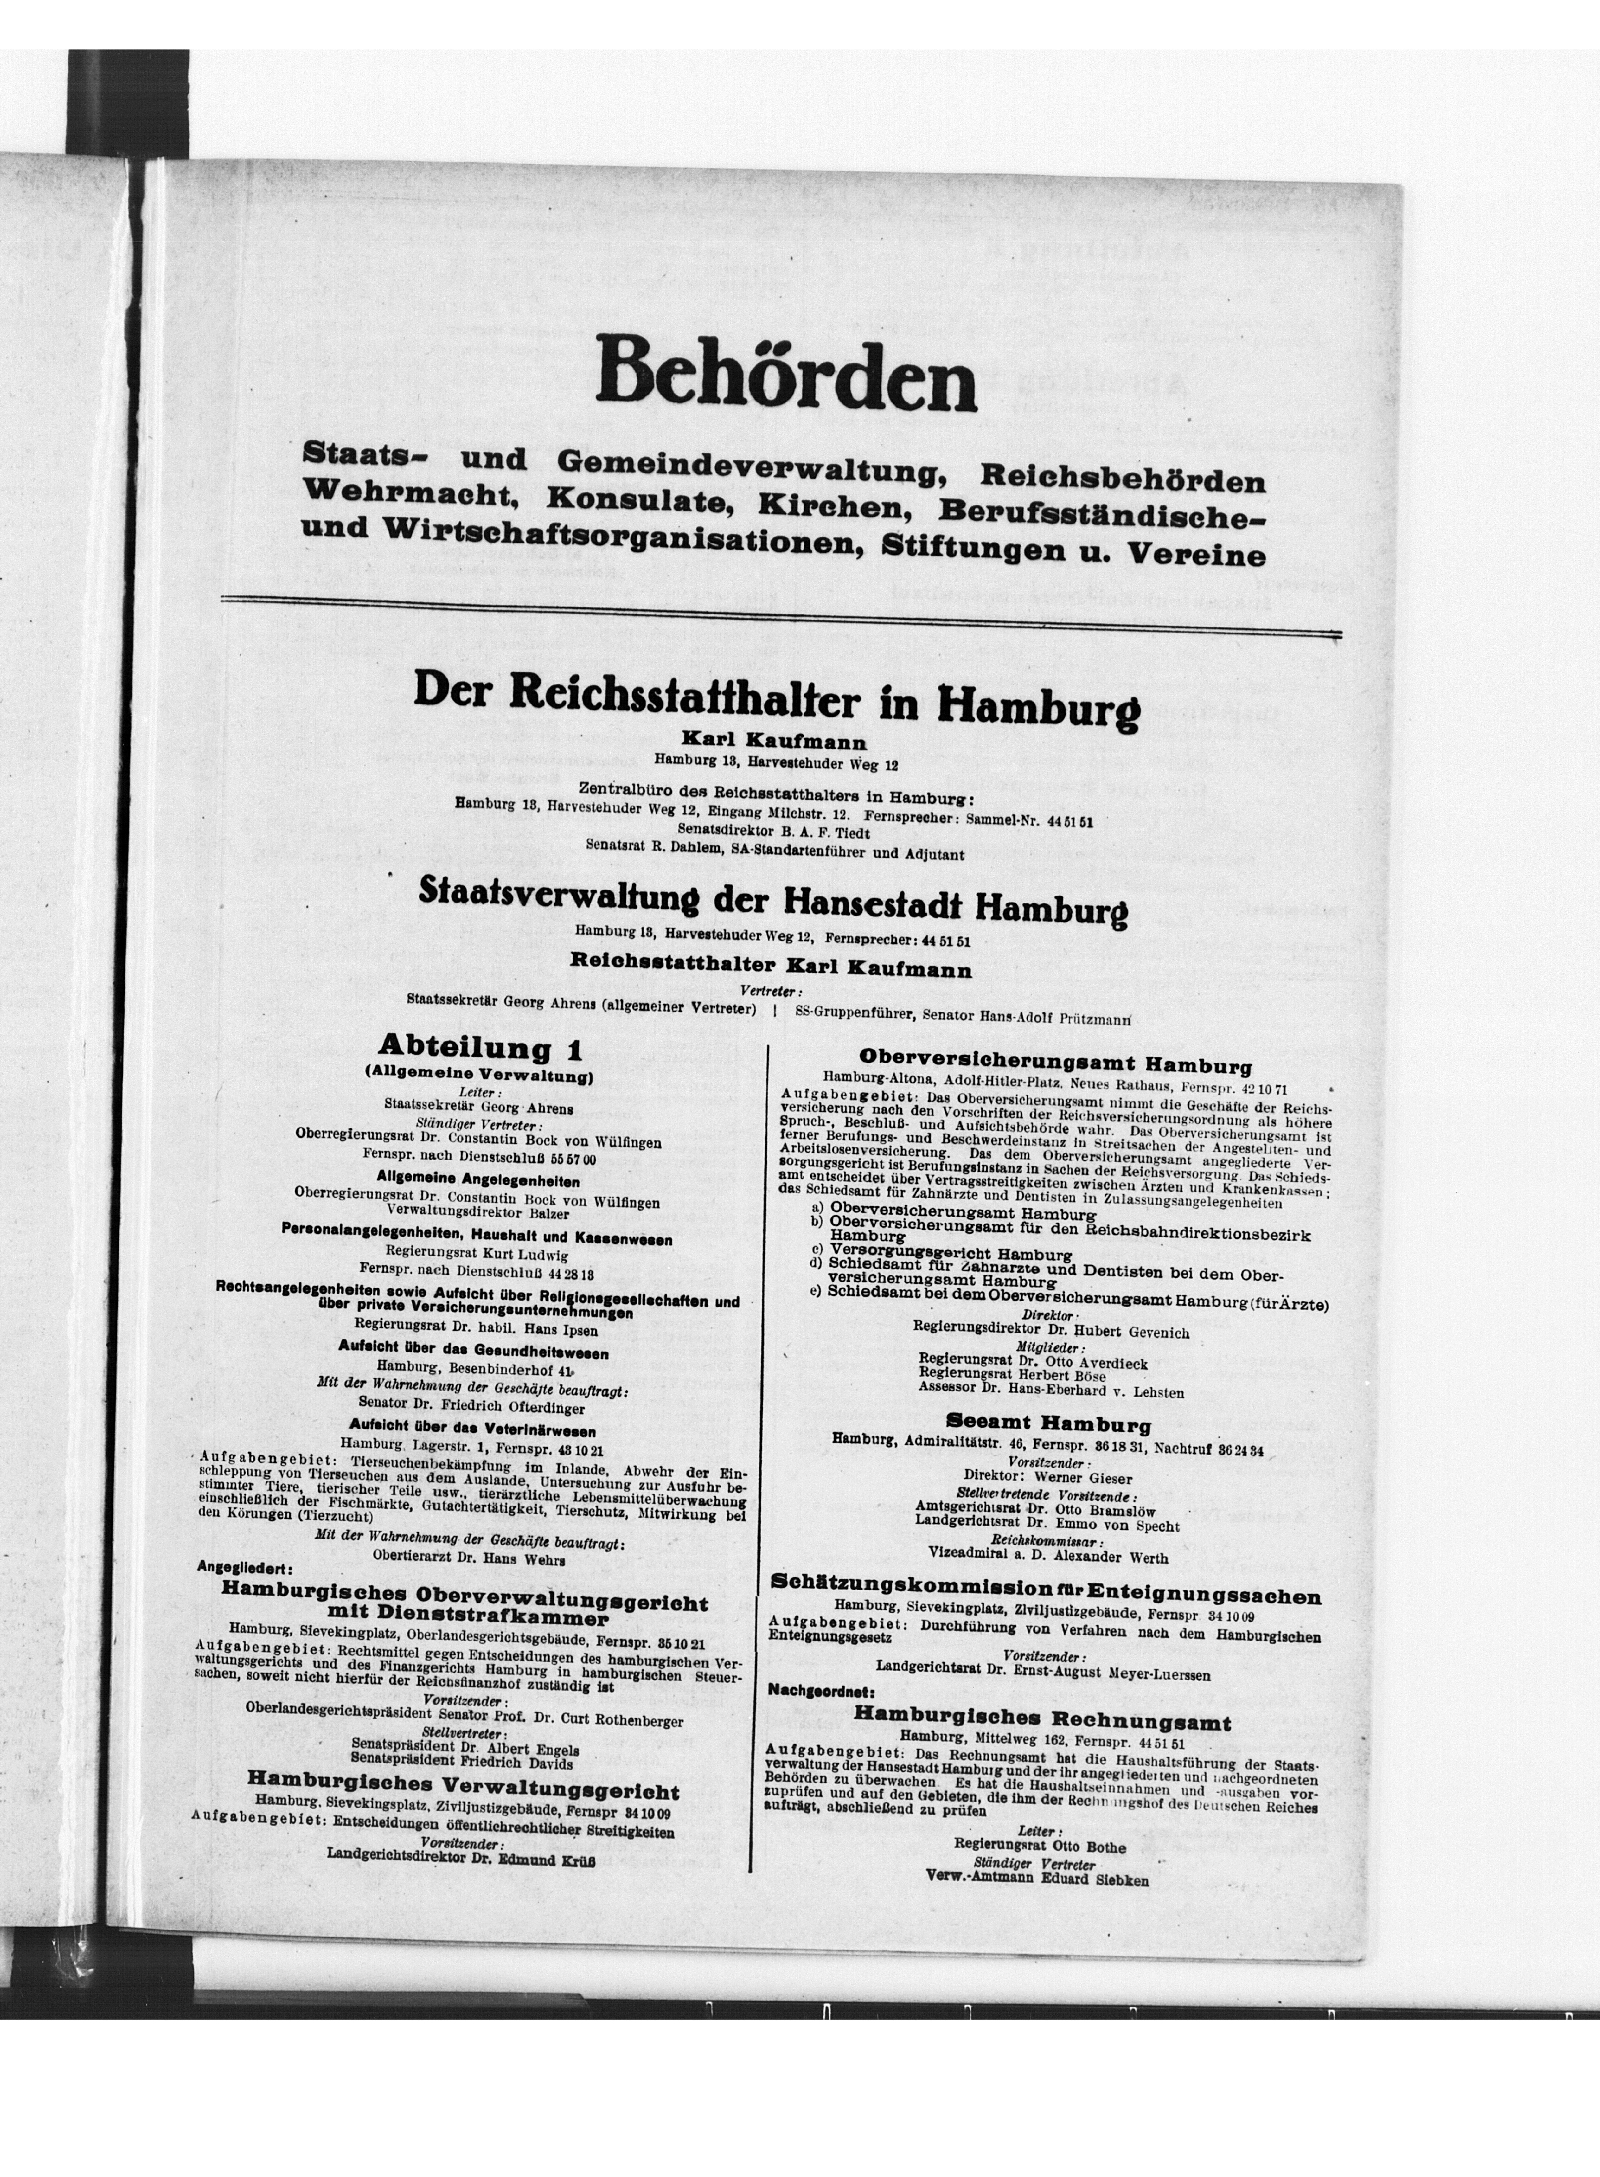 Behörden
Staats- und Gemeindeverwaltung, Reichsbehörden
Wehrmacht, Konsulate, Kirchen, Berufsständische-
und Wirtschaftsorganisationen, Stiftungen u. Vereine
Der Reichsstatthalter in Hamburg
Karl Kaufmann
Hamburg 13, Harvestehuder Weg 12
Zentralbüro des Reichsstatthalters in Hamburg:
Hamburg 13, Harvestehuder Weg 12, Eingang Milchstr. 12. Fernsprecher: Sammel-Nr. 44 51 51
Senatsdirektor B. A. F. Tiedt
Senatsrat R. Dahlem, SA-Standartenführer und Adjutant
Staatsverwaltung der Hansestadt Hamburg
Hamburg 13, Harvestehuder Weg 12, Fernsprecher: 44 51 51
Reichsstatthalter Karl Kaufmann
Vertreter:
Staatssekretär Georg Ahrens (allgemeiner Vertreter) | SS-Gruppenführer, Senator Hans-Adolf Prützmann
Abteilung 1
(Allgemeine Verwaltung)
Leiter:
Staatssekretär Georg Ahrens
Ständiger Vertreter:
Oberregierungsrat Dr. Constantin Bock von Wülfingen
Fernspr. nach Dienstschluß 55 57 00
Allgemeine Angelegenheiten
Oberregierungsrat Dr. Constantin Bock von Wülfingen
Verwaltungsdirektor Balzer
Personalangelegenheiten, Haushalt und Kassenwesen
Regierungsrat Kurt Ludwig
Fernspr. nach Dienstschluß 44 28 13
Rechtsangelegenheiten sowie Aufsicht über Religionsgesellschaften und
über private Versicherungsunternehmungen
Regierungsrat Dr. habil. Hans Ipsen
Aufsicht über das Gesundheitswesen
Hamburg, Besenbinderhof 41
Mit der Wahrnehmung der Geschäfte beauftragt:
Senator Dr. Friedrich Ofterdinger
Aufsicht über das Veterinärwesen
Hamburg, Lagerstr. 1, Fernspr. 43 10 21
Aufgabengebiet: Tierseuchenbekämpfung im Inlande, Abwehr der Ein-
schleppung von Tierseuchen aus dem Auslande, Untersuchung zur Ausfuhr be-
stimmter Tiere, tierischer Teile usw., tierärztliche Lebensmittelüberwachung
einschließlich der Fischmärkte, Gutachtertätigkeit, Tierschutz, Mitwirkung bei
den Körungen (Tierzucht)
Mit der Wahrnehmung der Geschäfte beauftragt:
Obertierarzt Dr. Hans Wehrs
Angegliedert:
Hamburgisches Oberverwaltungsgericht
mit Dienststrafkammer
Hamburg, Sievekingplatz, Oberlandesgerichtsgebäude, Fernspr. 35 10 21
Aufgabengebiet: Rechtsmittel gegen Entscheidungen des hamburgischen Ver-
waltungsgerichts und des Finanzgerichts Hamburg in hamburgischen Steuer-
sachen, soweit nicht hierfür der Reichsfinanzhof zuständig ist
Vorsitzender:
Oberlandesgerichtspräsident Senator Prof. Dr. Curt Rothenberger
Stellvertreter:
Senatspräsident Dr. Albert Engels
Senatspräsident Friedrich Davids
Hamburgisches Verwaltungsgericht
Hamburg, Sievekingsplatz, Ziviljustizgebäude, Fernspr 34 10 09
Aufgabengebiet: Entscheidungen öffentlichrechtlicher Streitigkeiten
Vorsitzender:
Landgerichtsdirektor Dr. Edmund Krüß
Oberversicherungsamt Hamburg
Hamburg-Altona, Adolf-Hitler-Platz, Neues Rathaus, Fernspr. 42 10 71
Aufgabengebiet: Das Oberversicherungsamt nimmt die Geschäfte der Reichs-
versicherung nach den Vorschriften der Reichsversicherungsordnung als höhere
Spruch-, Beschluß- und Aufsichtsbehörde wahr. Das Oberversicherungsamt ist
ferner Berufungs- und Beschwerdeinstanz in Streitsachen der Angestellten- und
Arbeitslosenversicherung. Das dem Oberversicherungsamt angegliederte Ver-
sorgungsgericht ist Berufungsinstanz in Sachen der Reichsversorgung. Das Schieds-
amt entscheidet über Vertragsstreitigkeiten zwischen Ärzten und Krankenkassen;
das Schiedsamt für Zahnärzte und Dentisten in Zulassungsangelegenheiten
a) Oberversicherungsamt Hamburg
b) Oberversicherungsamt für den Reichsbahndirektionsbezirk
Hamburg
c) Versorgungsgericht Hamburg
d) Schiedsamt für Zahnärzte und Dentisten bei dem Ober-
versicherungsamt Hamburg
e) Schiedsamt bei dem Oberversicherungsamt Hamburg (für Ärzte)
Direktor:
Regierungsdirektor Dr. Hubert Gevenich
Mitglieder:
Regierungsrat Dr. Otto Averdieck
Regierungsrat Herbert Böse
Assessor Dr. Hans-Eberhard v. Lehsten
Seeamt Hamburg
Hamburg, Admiralitätstr. 46, Fernspr. 36 18 31, Nachtruf 36 24 34
Vorsitzender:
Direktor: Werner Gieser
Stellvertretende Vorsitzende:
Amtsgerichtsrat Dr. Otto Bramslöw
Landgerichtsrat Dr. Emmo von Specht
Reichskommissar:
Vizeadmiral a. D. Alexander Werth
Schätzungskommission für Enteignungssachen
Hamburg, Sievekingplatz, Ziviljustizgebäude, Fernspr. 34 10 09
Aufgabengebiet: Durchführung von Verfahren nach dem Hamburgischen
Enteignungsgesetz
Vorsitzender:
Landgerichtsrat Dr. Ernst-August Meyer-Luerssen
Nachgeordnet:
Hamburgisches Rechnungsamt
Hamburg, Mittelweg 162, Fernspr. 44 51 51
Aufgabengebiet: Das Rechnungsamt hat die Haushaltsführung der Staats-
verwaltung der Hansestadt Hamburg und der ihr angegliederten und nachgeordneten
Behörden zu überwachen. Es hat die Haushaltseinnahmen und -ausgaben vor-
zuprüfen und auf den Gebieten, die ihm der Rechnungshof des Deutschen Reiches
aufträgt, abschließend zu prüfen
Leiter:
Regierungsrat Otto Bothe
Ständiger Vertreter
Verw.-Amtmann Eduard Siebken